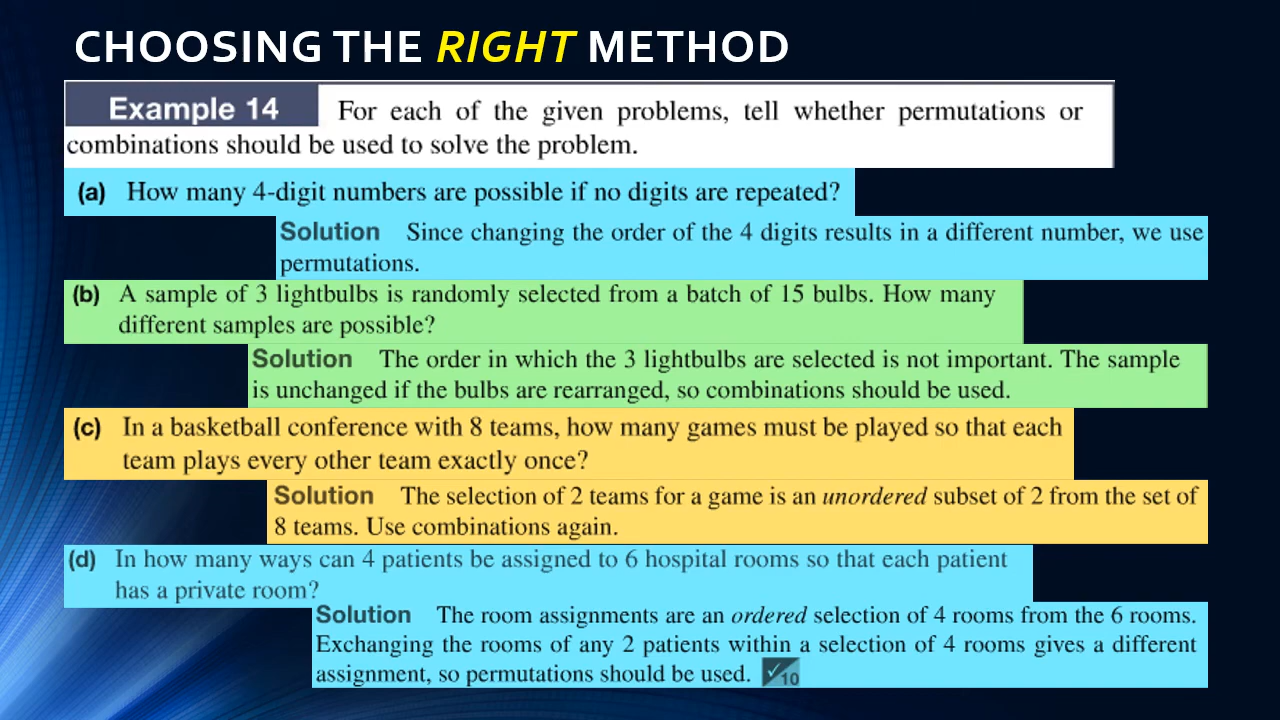 CHOOSING THE RIGHT METHOD
Example 14 For each of the given problems, tell whether permutations or
combinations should be used to solve the problem.
(a) How many 4-digit numbers are possible if no digits are repeated?
Solution Since changing the order of the 4 digits results in a different number, we use
permutations.
(b) A sample of 3 lightbulbs is randomly selected from a batch of 15 bulbs. How many
different samples are possible?
Solution The order in which the 3 lightbulbs are selected is not important. The sample
is unchanged if the bulbs are rearranged, so combinations should be used.
(c) In a basketball conference with 8 teams, how many games must be played so that each
team plays every other team exactly once?
Solution The selection of 2 teams for a game is an unordered subset of 2 from the set of
8 teams. Use combinations again.
(d) In how many ways can 4 patients be assigned to 6 hospital rooms so that each patient
has a private room?
Solution The room assignments are an ordered selection of 4 rooms from the 6 rooms.
Exchanging the rooms of any 2 patients within a selection of 4 rooms gives a different
assignment, so permutations should be used. ✓10